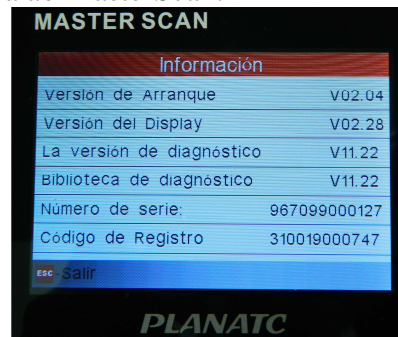 MASTER SCAN
Información
Versión de Arranque V02.04
Versión del Display V02.28
La versión de diagnóstico V11.22
Biblioteca de diagnóstico V11.22
Número de serie: 967099000127
Código de Registro 310019000747
ESC -Salir
PLANATC